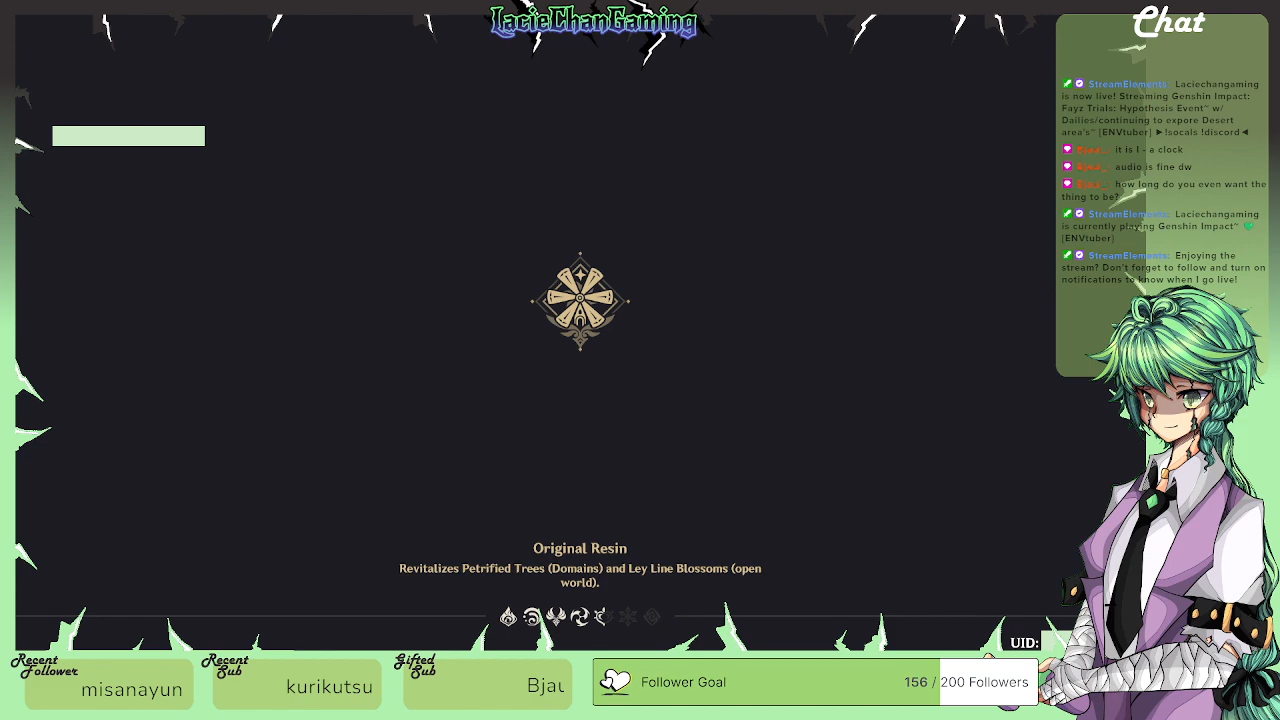 LacieChanGaming
Chat
StreamElements: Laciechangaming
is now live! Streaming Genshin Impact:
Fayz Trials: Hypothesis Event~ w/
Dailies/continuing to expore Desert
area's~ [ENVtuber] ►!socals !discord◄
it is I - a clock
audio is fine dw
how long do you even want the
thing to be?
StreamElements: Laciechangaming
is currently playing Genshin Impact~
[ENVtuber]
StreamElements: Enjoying the
stream? Don't forget to follow and turn on
notifications to know when I go live!
Original Resin
Revitalizes Petrified Trees (Domains) and Ley Line Blossoms (open
world).
UID:
Recent
Follower
misanayun
Recent
Sub
kurikutsu
Gifted
Sub
Follower Goal
156 / 200 Followers